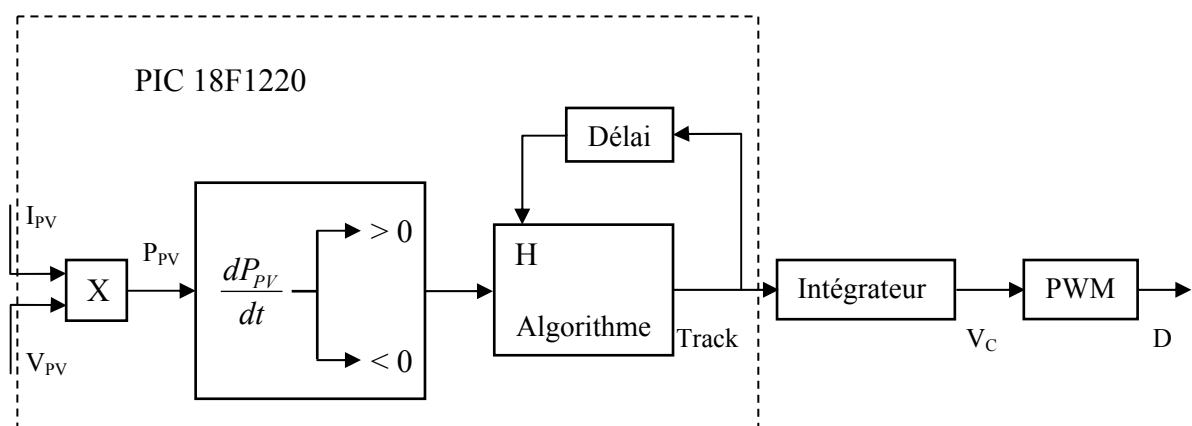 PIC 18F1220
Délai
I_PV
P_PV
> 0
H
X
dP_PV
dt
Intégrateur
PWM
Algorithme
Track
V_C
D
V_PV
< 0